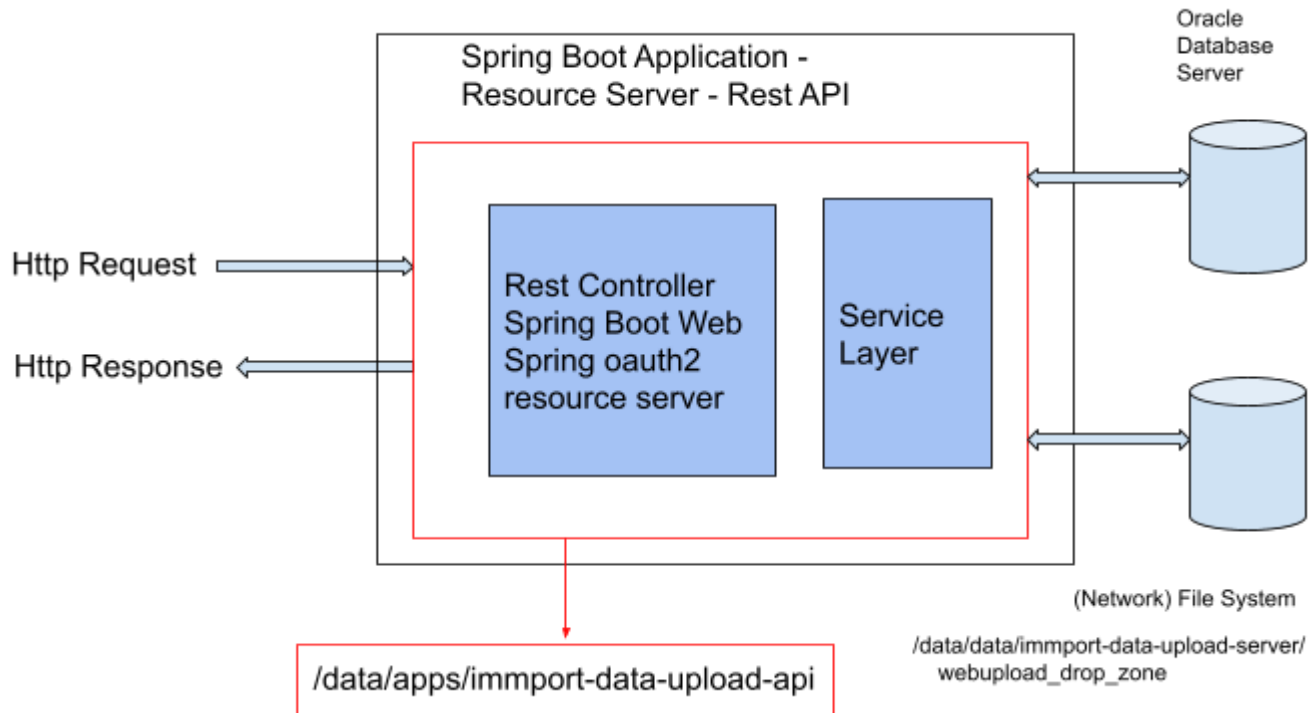 Oracle
Database
Server
Spring Boot Application -
Resource Server - Rest API
Http Request
Http Response
Rest Controller
Spring Boot Web
Spring oauth2
resource server
Service
Layer
(Network) File System
/data/data/immport-data-upload-server/
webupload_drop_zone
/data/apps/immport-data-upload-api